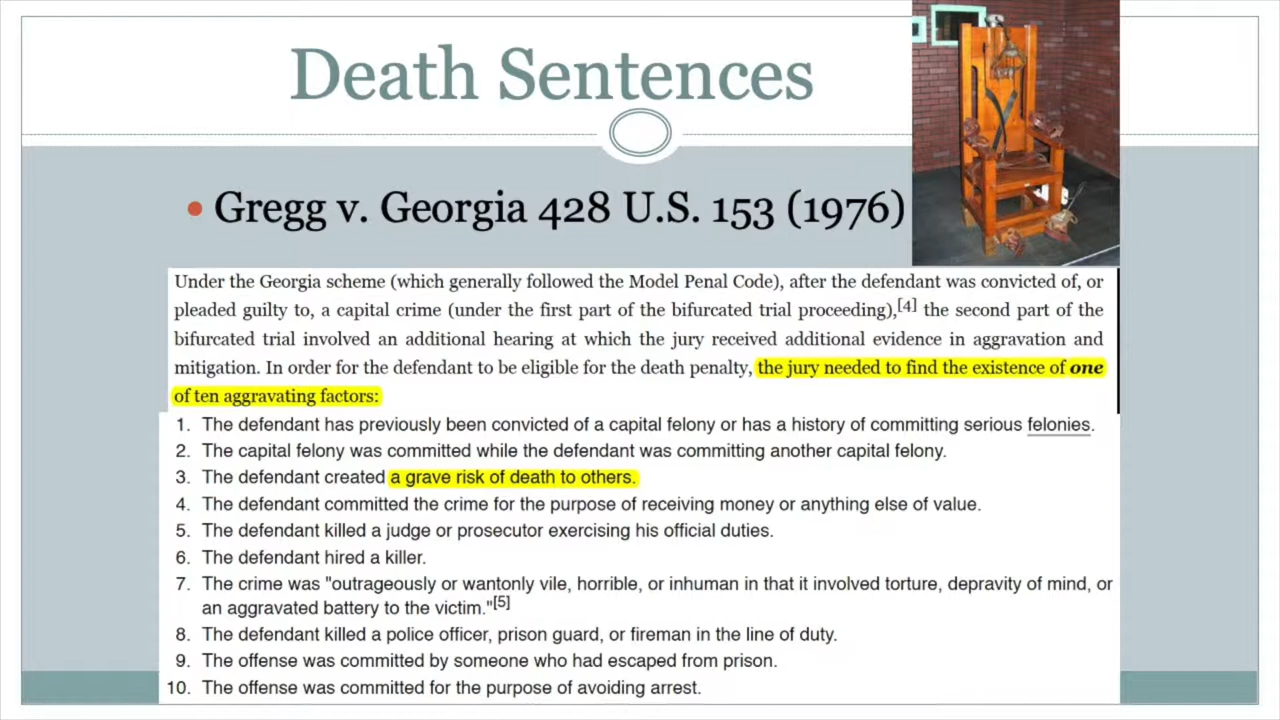 Death Sentences
• Gregg v. Georgia 428 U.S. 153 (1976)
Under the Georgia scheme (which generally followed the Model Penal Code), after the defendant was convicted of, or
pleaded guilty to, a capital crime (under the first part of the bifurcated trial proceeding),[4] the second part of the
bifurcated trial involved an additional hearing at which the jury received additional evidence in aggravation and
mitigation. In order for the defendant to be eligible for the death penalty, the jury needed to find the existence of one
of ten aggravating factors:
1. The defendant has previously been convicted of a capital felony or has a history of committing serious felonies.
2. The capital felony was committed while the defendant was committing another capital felony.
3. The defendant created a grave risk of death to others.
4. The defendant committed the crime for the purpose of receiving money or anything else of value.
5. The defendant killed a judge or prosecutor exercising his official duties.
6. The defendant hired a killer.
7. The crime was "outrageously or wantonly vile, horrible, or inhuman in that it involved torture, depravity of mind, or
an aggravated battery to the victim."[5]
8. The defendant killed a police officer, prison guard, or fireman in the line of duty.
9. The offense was committed by someone who had escaped from prison.
10. The offense was committed for the purpose of avoiding arrest.